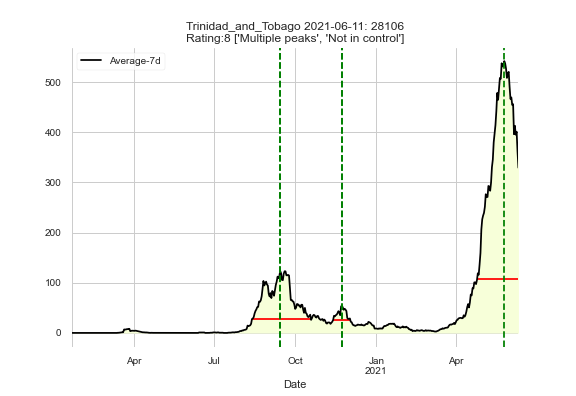 Trinidad_and_Tobago 2021-06-11: 28106
Rating:8 ['Multiple peaks', 'Not in control']
Average-7d
500
400
300
200
100
0
Apr
Jul
Oct
Jan
2021
Apr
Date